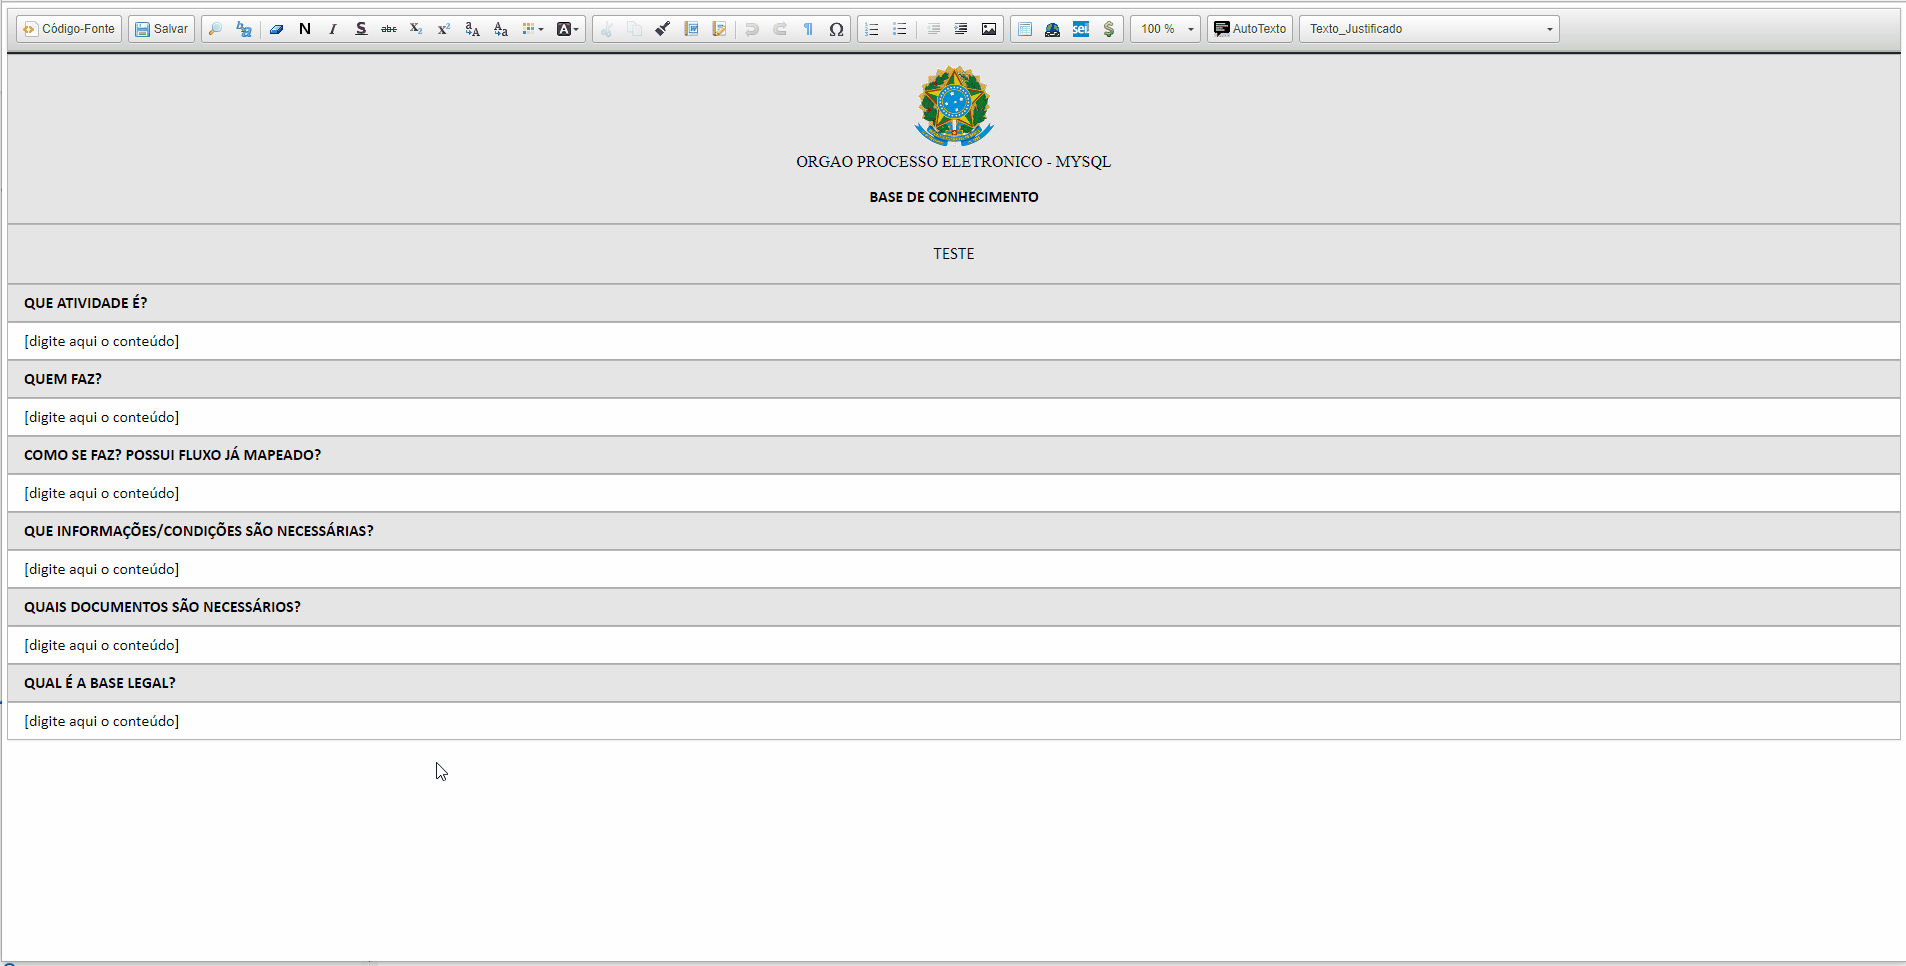 Código-Fonte Salvar N I S abc X₂ X² 100 % AutoTexto Texto_Justificado
ORGAO PROCESSO ELETRONICO - MYSQL
BASE DE CONHECIMENTO
TESTE
QUE ATIVIDADE É?
[digite aqui o conteúdo]
QUEM FAZ?
[digite aqui o conteúdo]
COMO SE FAZ? POSSUI FLUXO JÁ MAPEADO?
[digite aqui o conteúdo]
QUE INFORMAÇÕES/CONDIÇÕES SÃO NECESSÁRIAS?
[digite aqui o conteúdo]
QUAIS DOCUMENTOS SÃO NECESSÁRIOS?
[digite aqui o conteúdo]
QUAL É A BASE LEGAL?
[digite aqui o conteúdo]